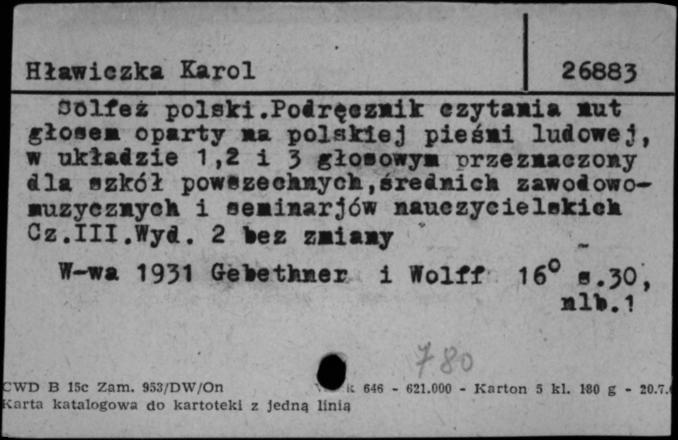 Hławiczka Karol 26883
Solfeż polski.Podręcznik czytania nut
głosem oparty na polskiej pieśni ludowej,
w układzie 1,2 i 3 głosowym przeznaczony
dla szkół powszechnych,średnich zawodowo-
muzycznych i seminarjów nauczycielskich
Cz.III.Wyd. 2 bez zmiany
W-wa 1931 Gebethner i Wolff 16° s.30,
nlb.1
780
CWD B 15c Zam. 953/DW/On 646 - 621.000 - Karton 5 kl. 180 g - 20.7.
Karta katalogowa do kartoteki z jedną linią